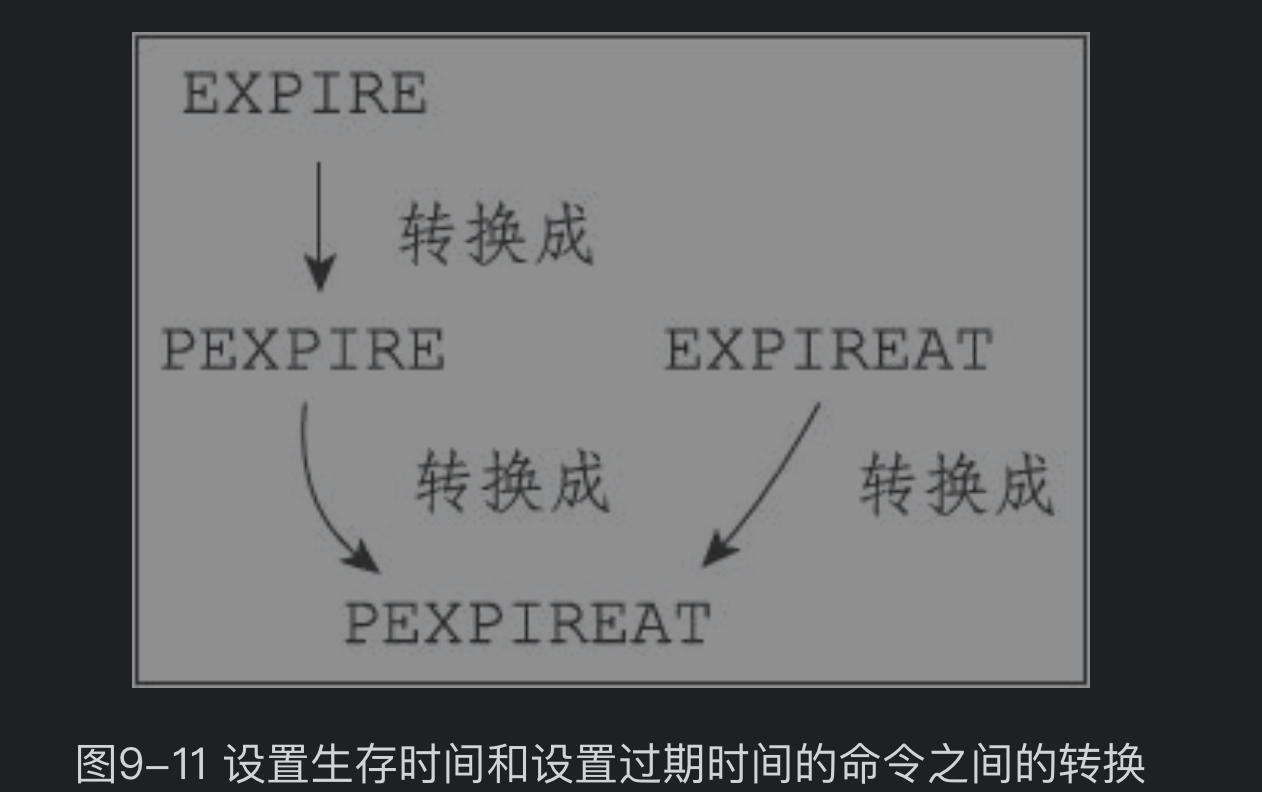 EXPIRE
转换成
PEXPIRE
EXPIREAT
转换成
转换成
PEXPIREAT
图9-11 设置生存时间和设置过期时间的命令之间的转换